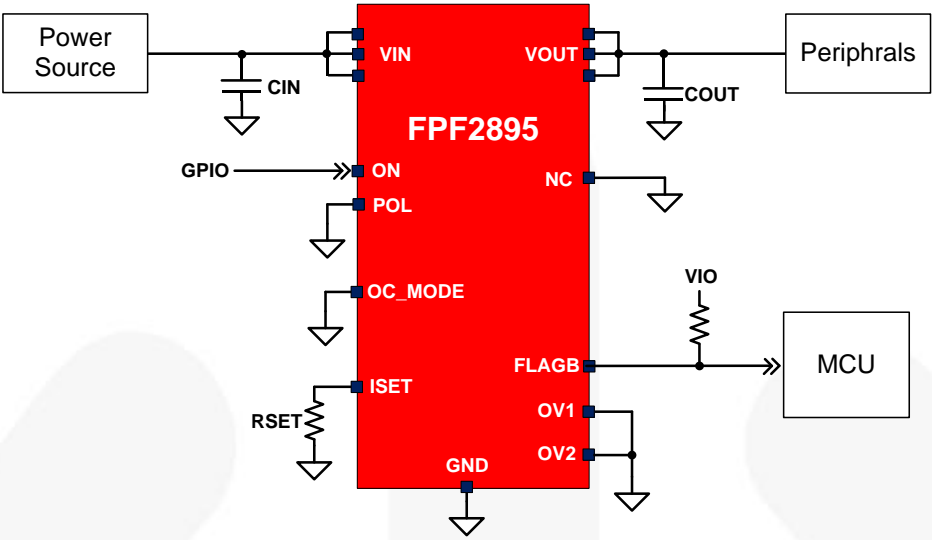 Power
Source
VIN
VOUT
Periphrals
CIN
COUT
FPF2895
GPIO
ON
NC
POL
VIO
OC_MODE
FLAGB
MCU
ISET
RSET
OV1
OV2
GND